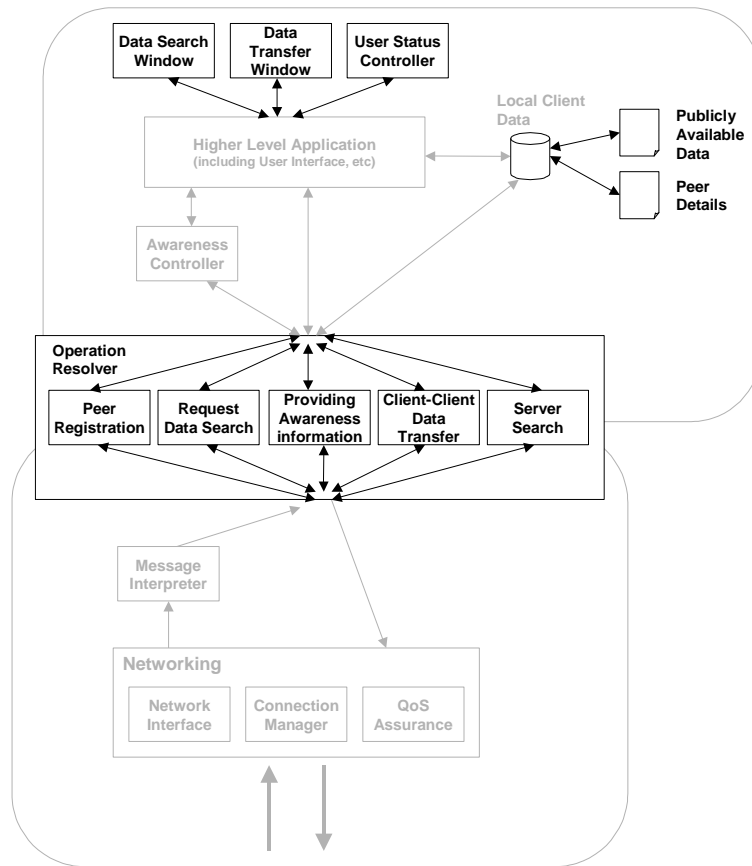 Data Search
Window
Data
Transfer
Window
User Status
Controller
Local Client
Data
Publicly
Available
Data
Peer
Details
Higher Level Application
(including User Interface, etc)
Awareness
Controller
Operation
Resolver
Peer
Registration
Request
Data Search
Providing
Awareness
information
Client-Client
Data
Transfer
Server
Search
Message
Interpreter
Networking
Network
Interface
Connection
Manager
QoS
Assurance